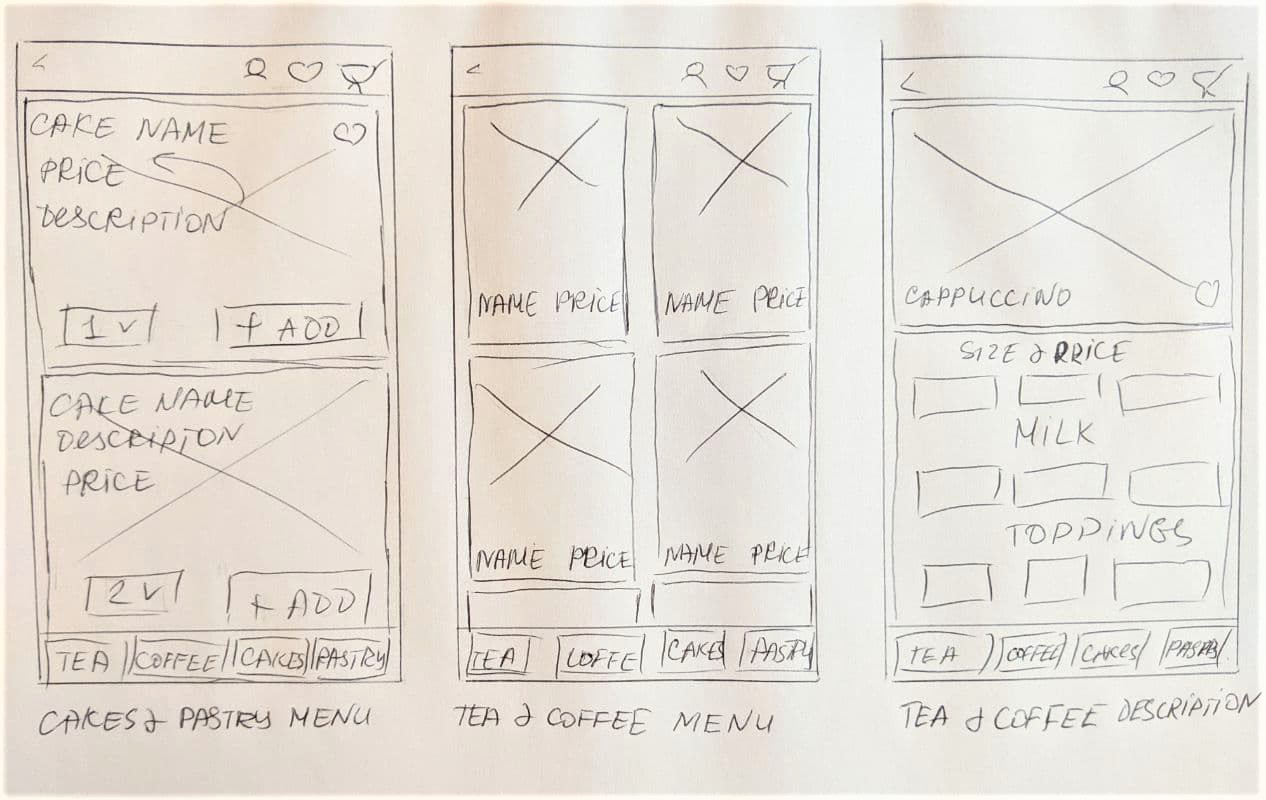 CAKE NAME
PRICE
DESCRIPTION
1 v
+ ADD
CAKE NAME
DESCRIPTON
PRICE
2 v
+ ADD
TEA COFFEE CAKES PASTRY
CAKES & PASTRY MENU
NAME PRICE NAME PRICE
NAME PRICE NAME PRICE
TEA COFFE CAKES PASTRY
TEA & COFFEE MENU
CAPPUCCINO
SIZE & PRICE
MILK
TOPPINGS
TEA COFFEE CAKES
TEA & COFFEE DESCRIPTION